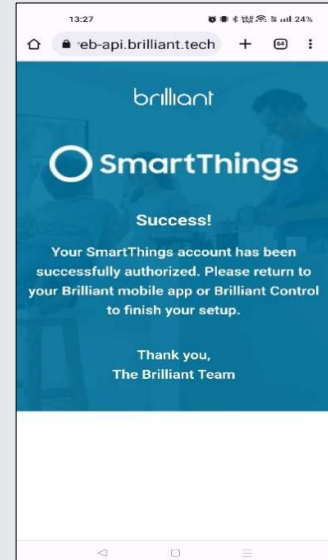 13:27
24%
eb-api.brilliant.tech
64
brilliant
SmartThings
Success!
Your SmartThings account has been
successfully authorized. Please return to
your Brilliant mobile app or Brilliant Control
to finish your setup.
Thank you,
The Brilliant Team